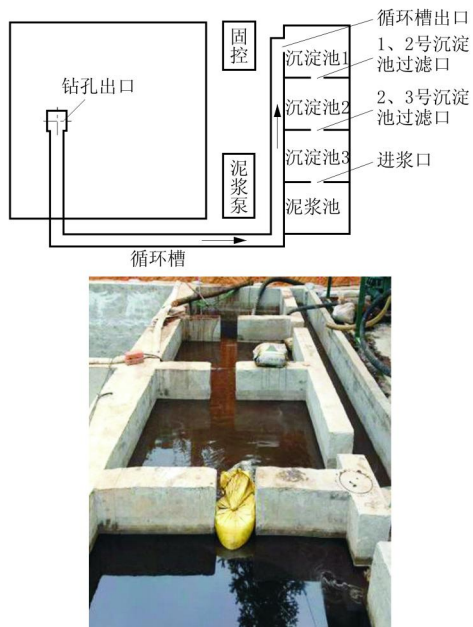 循环槽出口
固
控
沉淀池1
1、2号沉淀
池过滤口
钻孔出口
沉淀池2
2、3号沉淀
池过滤口
泥
浆
泵
沉淀池3
进浆口
泥浆池
循环槽